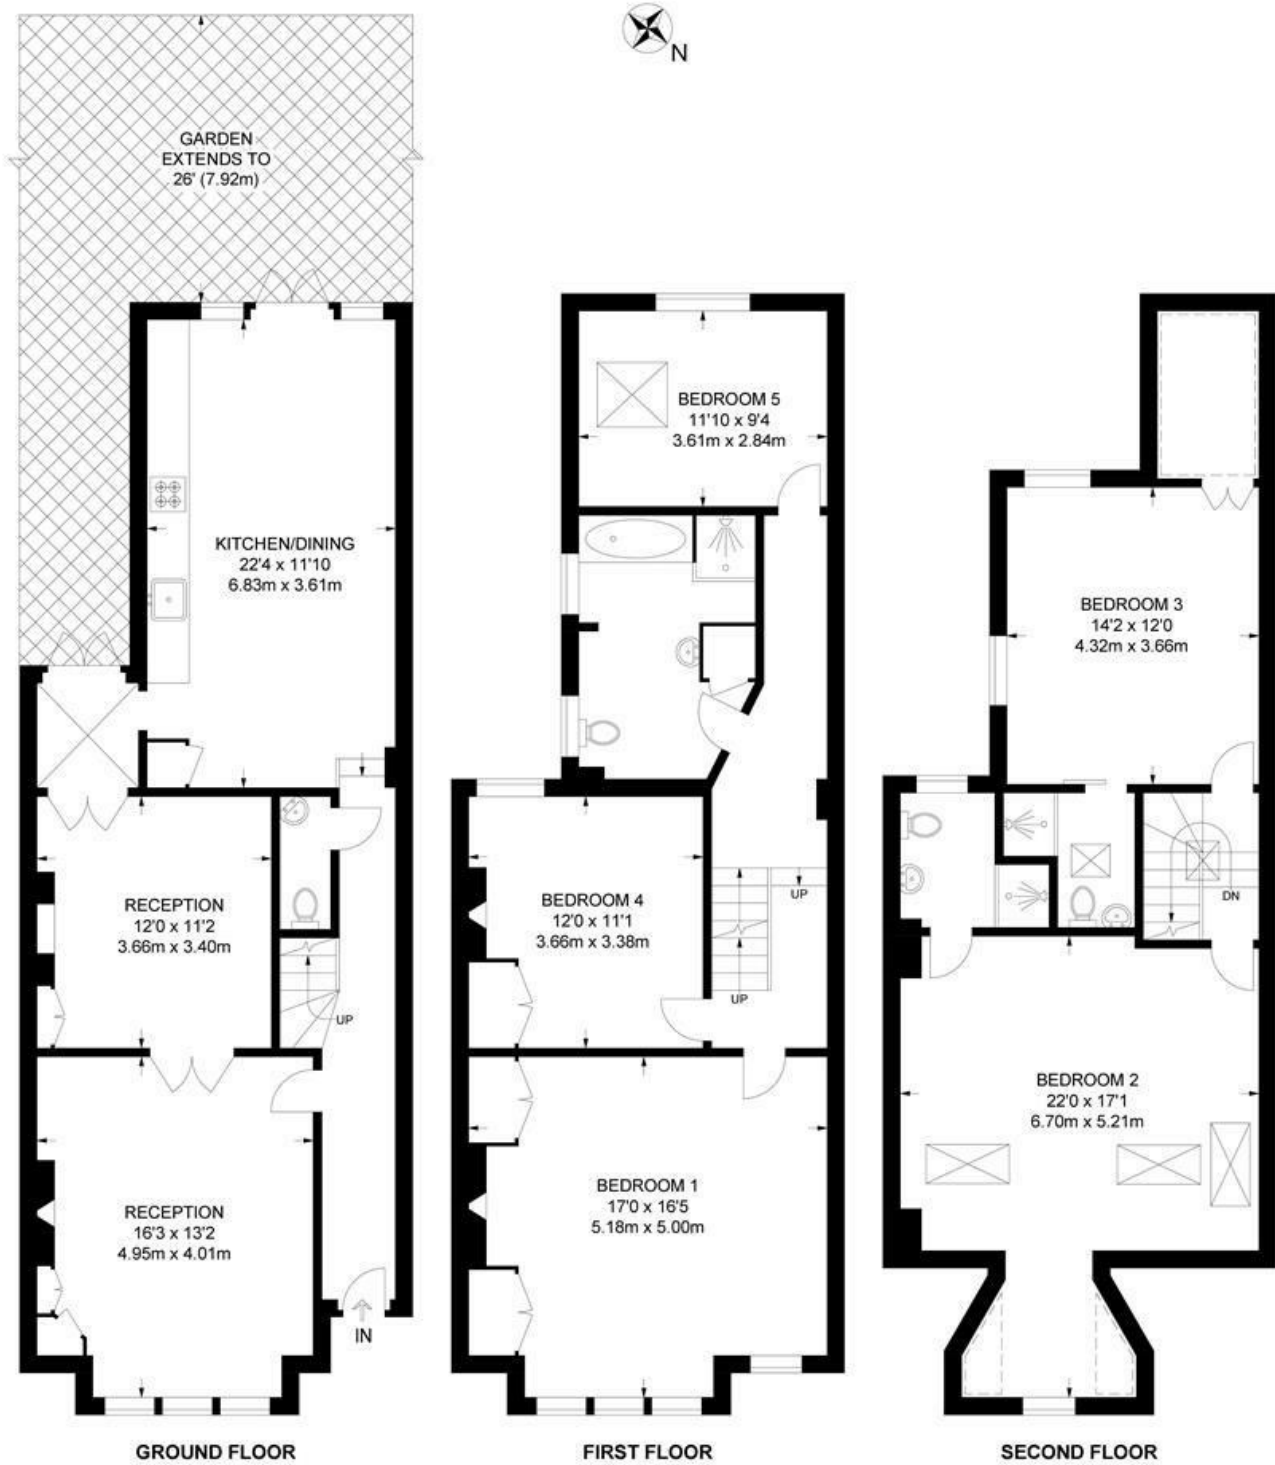 N
GARDEN
EXTENDS TO
26' (7.92m)
KITCHEN/DINING
22'4 x 11'10
6.83m x 3.61m
RECEPTION
12'0 x 11'2
3.66m x 3.40m
UP
RECEPTION
16'3 x 13'2
4.95m x 4.01m
IN
GROUND FLOOR
BEDROOM 5
11'10 x 9'4
3.61m x 2.84m
BEDROOM 4
12'0 x 11'1
3.66m x 3.38m
UP
UP
BEDROOM 1
17'0 x 16'5
5.18m x 5.00m
FIRST FLOOR
BEDROOM 3
14'2 x 12'0
4.32m x 3.66m
DN
BEDROOM 2
22'0 x 17'1
6.70m x 5.21m
SECOND FLOOR